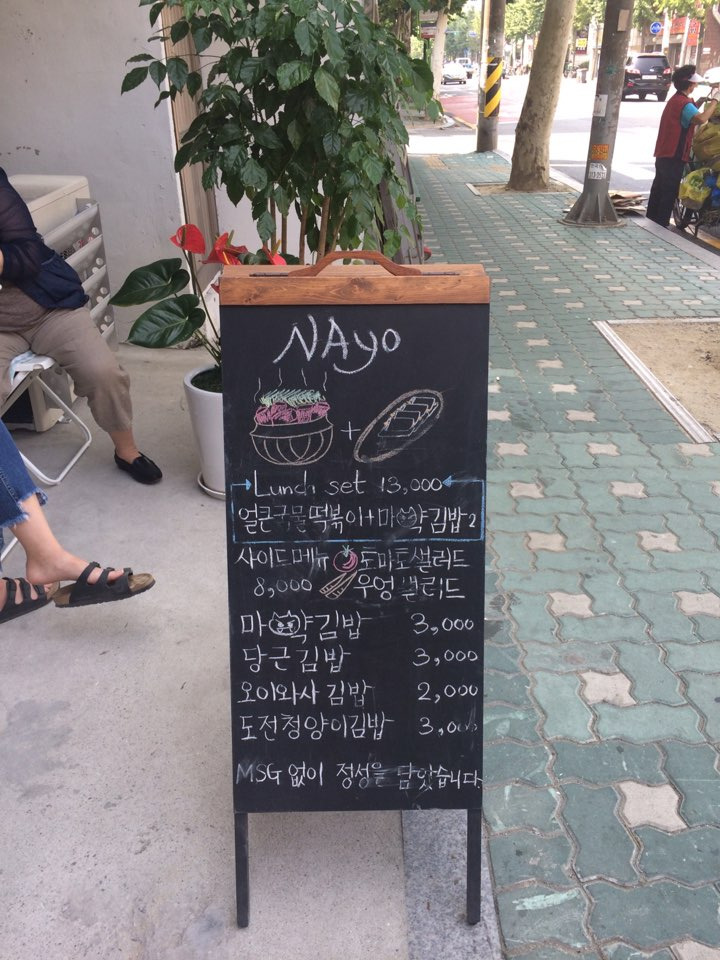 NAyo
+
Lunch set 13,000
얼큰국물떡볶이+마약김밥2
사이드메뉴 토마토샐러드
8,000 우엉샐러드
마약김밥 3,000
당근김밥 3,000
오이와사김밥 2,000
도전청양이김밥 3,000
MSG 없이 정성을 담았습니다.